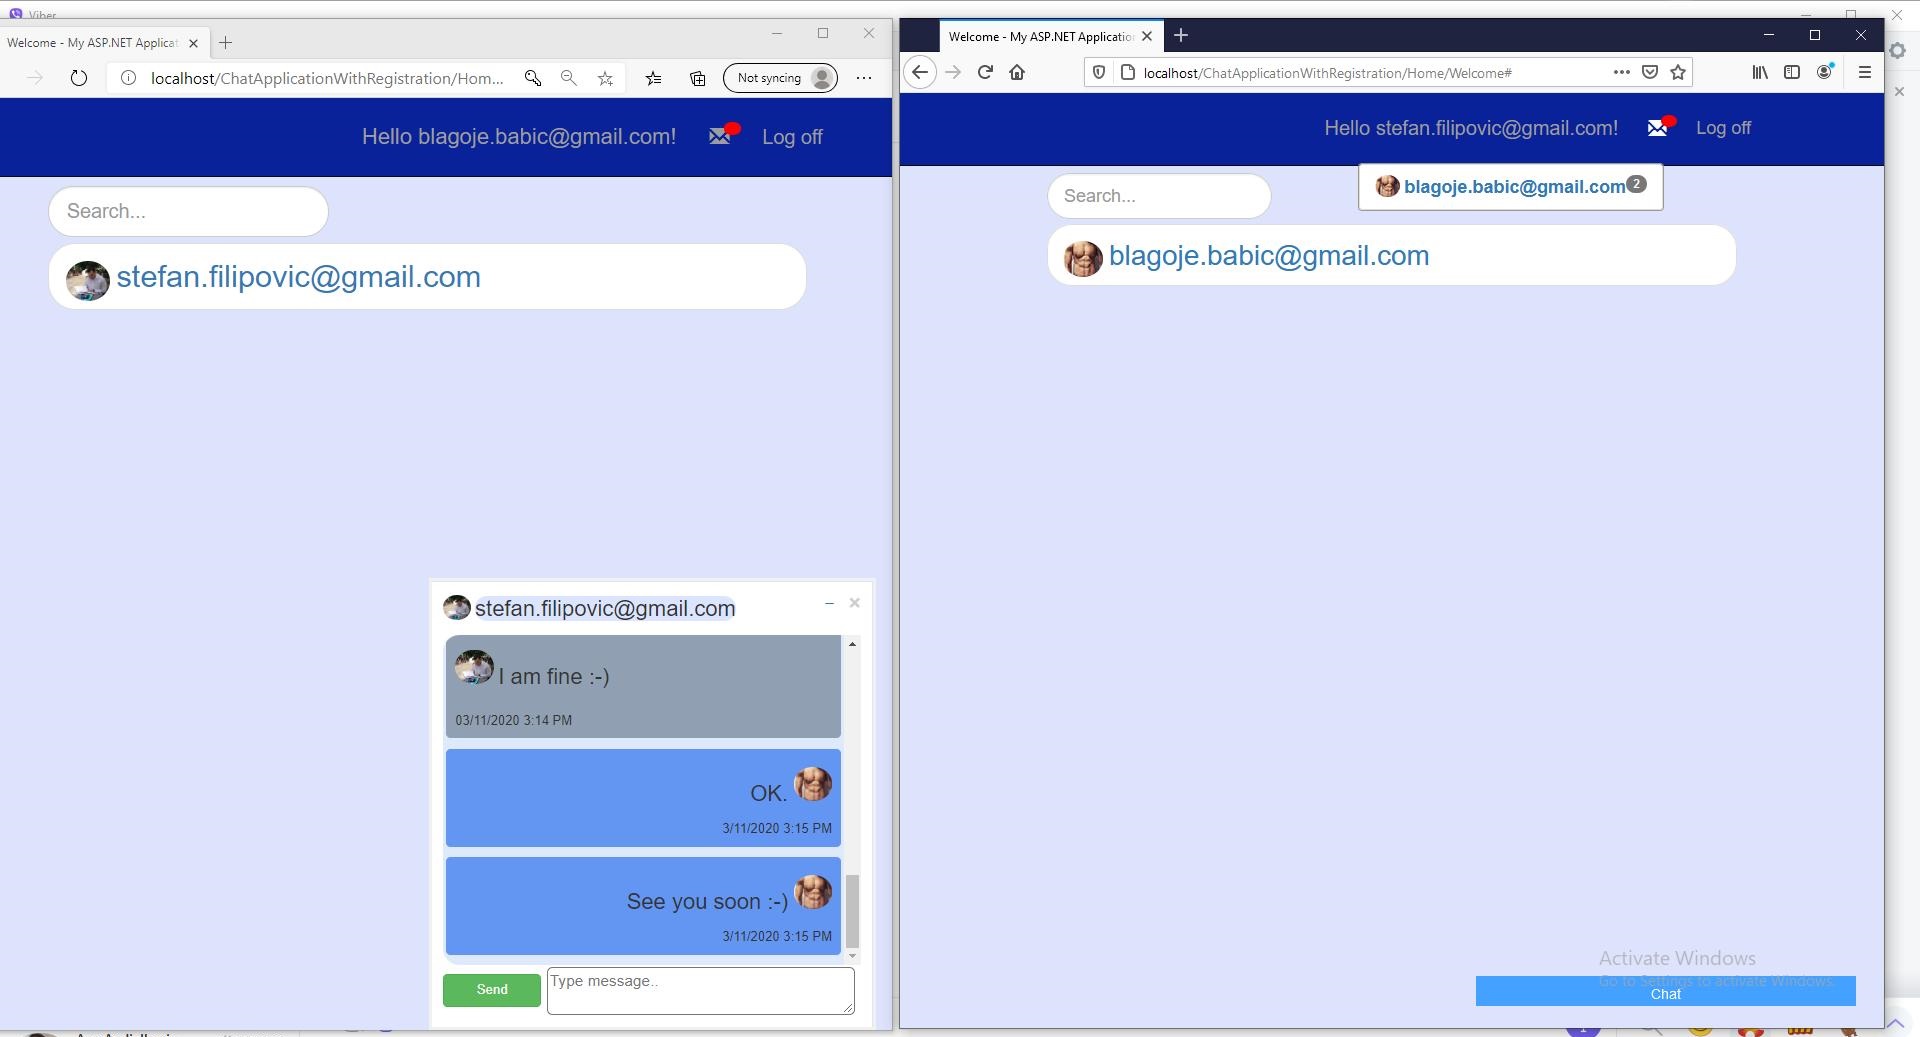 Viber
Welcome - My ASP.NET Applicat
localhost/ChatApplicationWithRegistration/Hom...
Not syncing
Hello blagoje.babic@gmail.com!
Log off
Search...
stefan.filipovic@gmail.com
stefan.filipovic@gmail.com
I am fine :-)
03/11/2020 3:14 PM
OK.
3/11/2020 3:15 PM
See you soon :-)
3/11/2020 3:15 PM
Send
Type message..
Welcome - My ASP.NET Applicatio
localhost/ChatApplicationWithRegistration/Home/Welcome#
Hello stefan.filipovic@gmail.com!
Log off
blagoje.babic@gmail.com 2
Search...
blagoje.babic@gmail.com
Activate Windows
Go to Settings to activate Windows.
Chat